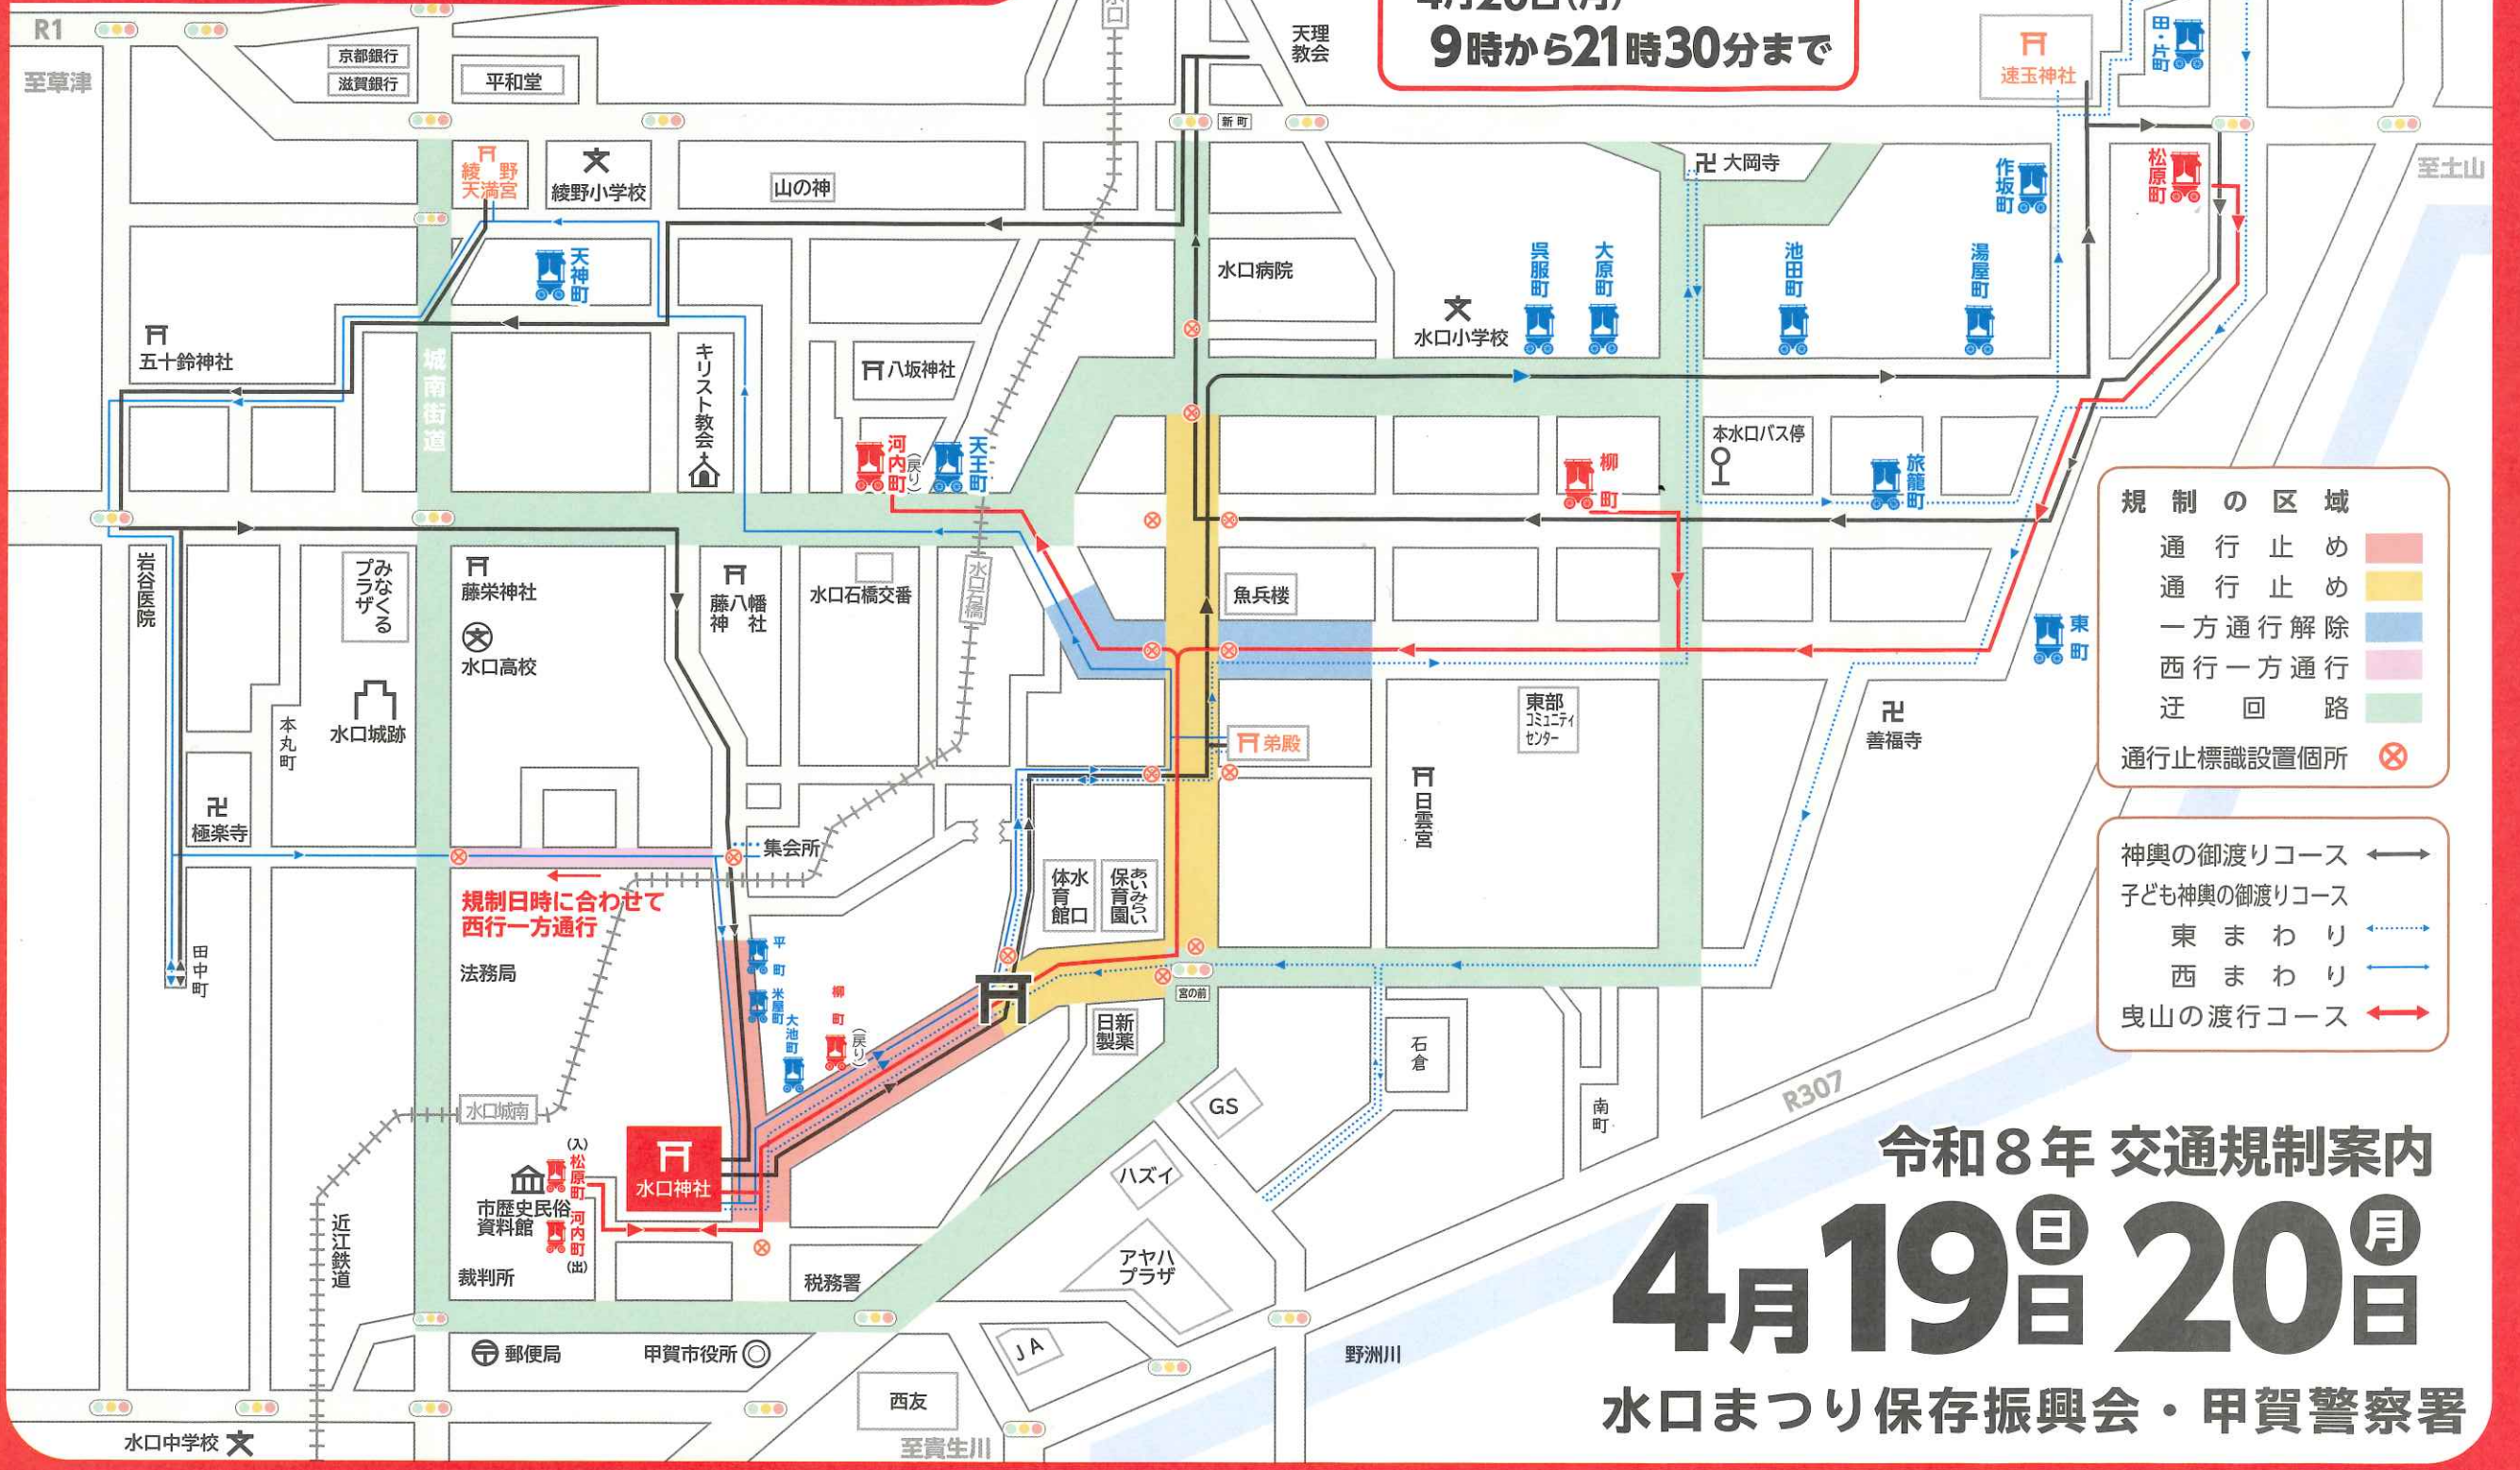 9時から21時30分まで
R1
至草津
京都銀行
滋賀銀行
平和堂
天理
教会
速玉神社
田・片町
新町
綾野
天満宮
綾野小学校
山の神
大岡寺
作坂町
松原町
至土山
天神町
水口病院
呉服町
大原町
池田町
湯屋町
五十鈴神社
城南街道
キリスト教会
八坂神社
水口小学校
河内町
(戻り)
天王町
柳町
本水口バス停
旅籠町
規制の区域
通行止め
通行止め
一方通行解除
西行一方通行
迂回路
通行止標識設置個所
岩谷医院
みなくる
プラザ
藤栄神社
水口高校
藤八幡
神社
水口石橋交番
水口石橋
魚兵楼
東町
本丸町
水口城跡
弟殿
東部
コミュニティ
センター
善福寺
極楽寺
集会所
日雲宮
神輿の御渡りコース
子ども神輿の御渡りコース
東まわり
西まわり
曳山の渡行コース
規制日時に合わせて
西行一方通行
水口
体育館
あいみらい
保育園
田中町
法務局
平町
米屋町
大池町
柳町
(戻り)
宮の前
日新
製薬
石倉
南町
R307
GS
水口城南
(入)
松原町
水口神社
市歴史民俗
資料館
河内町
(出)
ハズイ
アヤハ
プラザ
近江鉄道
裁判所
税務署
令和8年 交通規制案内
4月19日㊐20日㊊
郵便局
甲賀市役所
JA
野洲川
西友
水口まつり保存振興会・甲賀警察署
水口中学校
至貴生川